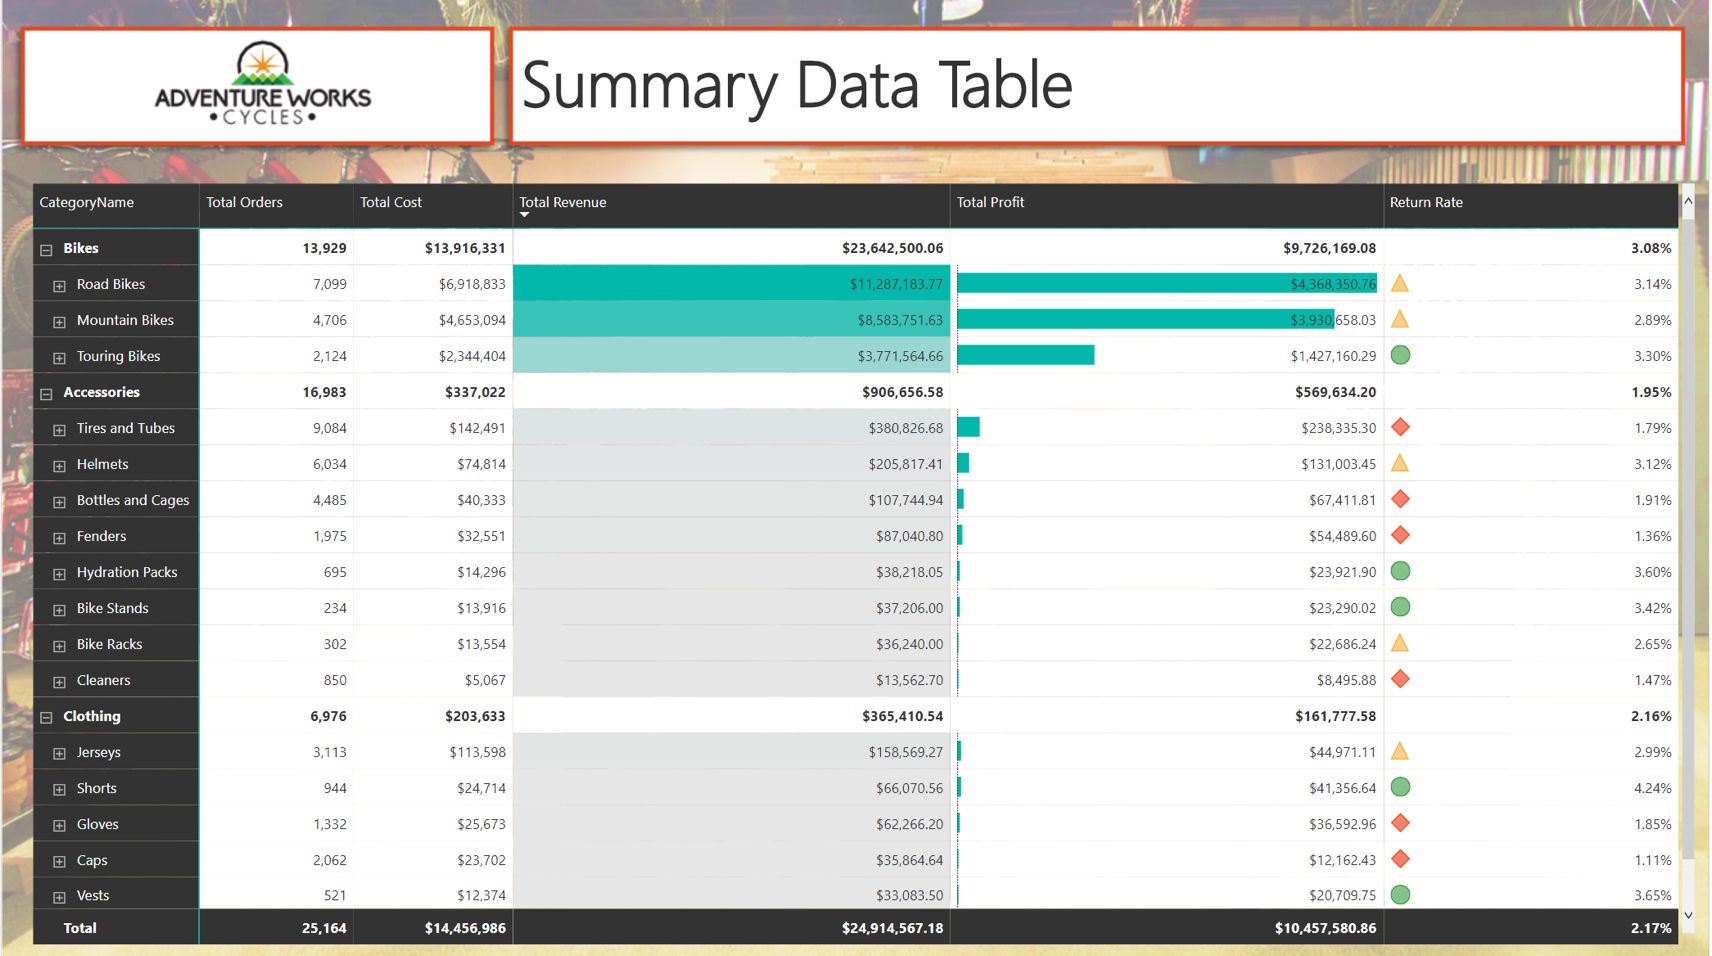 ADVENTURE WORKS
•CYCLES•
Summary Data Table
CategoryName Total Orders Total Cost Total Revenue Total Profit Return Rate
Bikes 13,929 $13,916,331 $23,642,500.06 $9,726,169.08 3.08%
Road Bikes 7,099 $6,918,833 $11,287,183.77 $4,368,350.76 3.14%
Mountain Bikes 4,706 $4,653,094 $8,583,751.63 $3,930,658.03 2.89%
Touring Bikes 2,124 $2,344,404 $3,771,564.66 $1,427,160.29 3.30%
Accessories 16,983 $337,022 $906,656.58 $569,634.20 1.95%
Tires and Tubes 9,084 $142,491 $380,826.68 $238,335.30 1.79%
Helmets 6,034 $74,814 $205,817.41 $131,003.45 3.12%
Bottles and Cages 4,485 $40,333 $107,744.94 $67,411.81 1.91%
Fenders 1,975 $32,551 $87,040.80 $54,489.60 1.36%
Hydration Packs 695 $14,296 $38,218.05 $23,921.90 3.60%
Bike Stands 234 $13,916 $37,206.00 $23,290.02 3.42%
Bike Racks 302 $13,554 $36,240.00 $22,686.24 2.65%
Cleaners 850 $5,067 $13,562.70 $8,495.88 1.47%
Clothing 6,976 $203,633 $365,410.54 $161,777.58 2.16%
Jerseys 3,113 $113,598 $158,569.27 $44,971.11 2.99%
Shorts 944 $24,714 $66,070.56 $41,356.64 4.24%
Gloves 1,332 $25,673 $62,266.20 $36,592.96 1.85%
Caps 2,062 $23,702 $35,864.64 $12,162.43 1.11%
Vests 521 $12,374 $33,083.50 $20,709.75 3.65%
Total 25,164 $14,456,986 $24,914,567.18 $10,457,580.86 2.17%